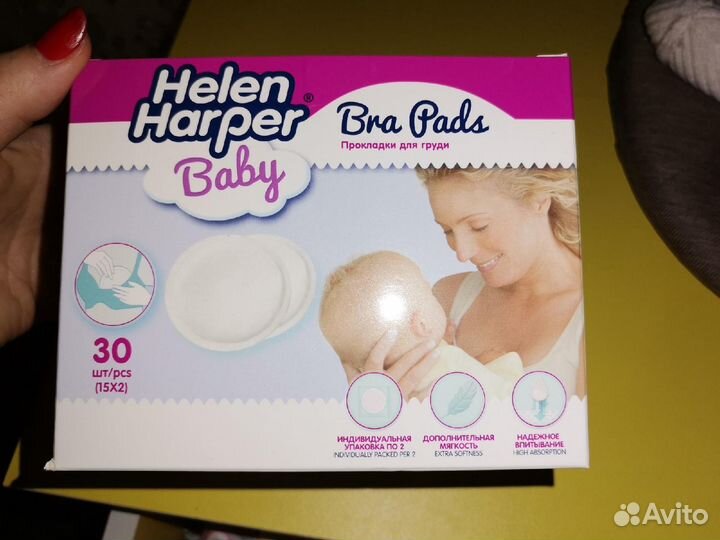 Helen
Harper®
Baby
Bra Pads
Прокладки для груди
30
шт/pcs
(15X2)
ИНДИВИДУАЛЬНАЯ
УПАКОВКА ПО 2
INDIVIDUALLY PACKED PER 2
ДОПОЛНИТЕЛЬНАЯ
МЯГКОСТЬ
EXTRA SOFTNESS
НАДЕЖНОЕ
ВПИТЫВАНИЕ
HIGH ABSORPTION
Avito